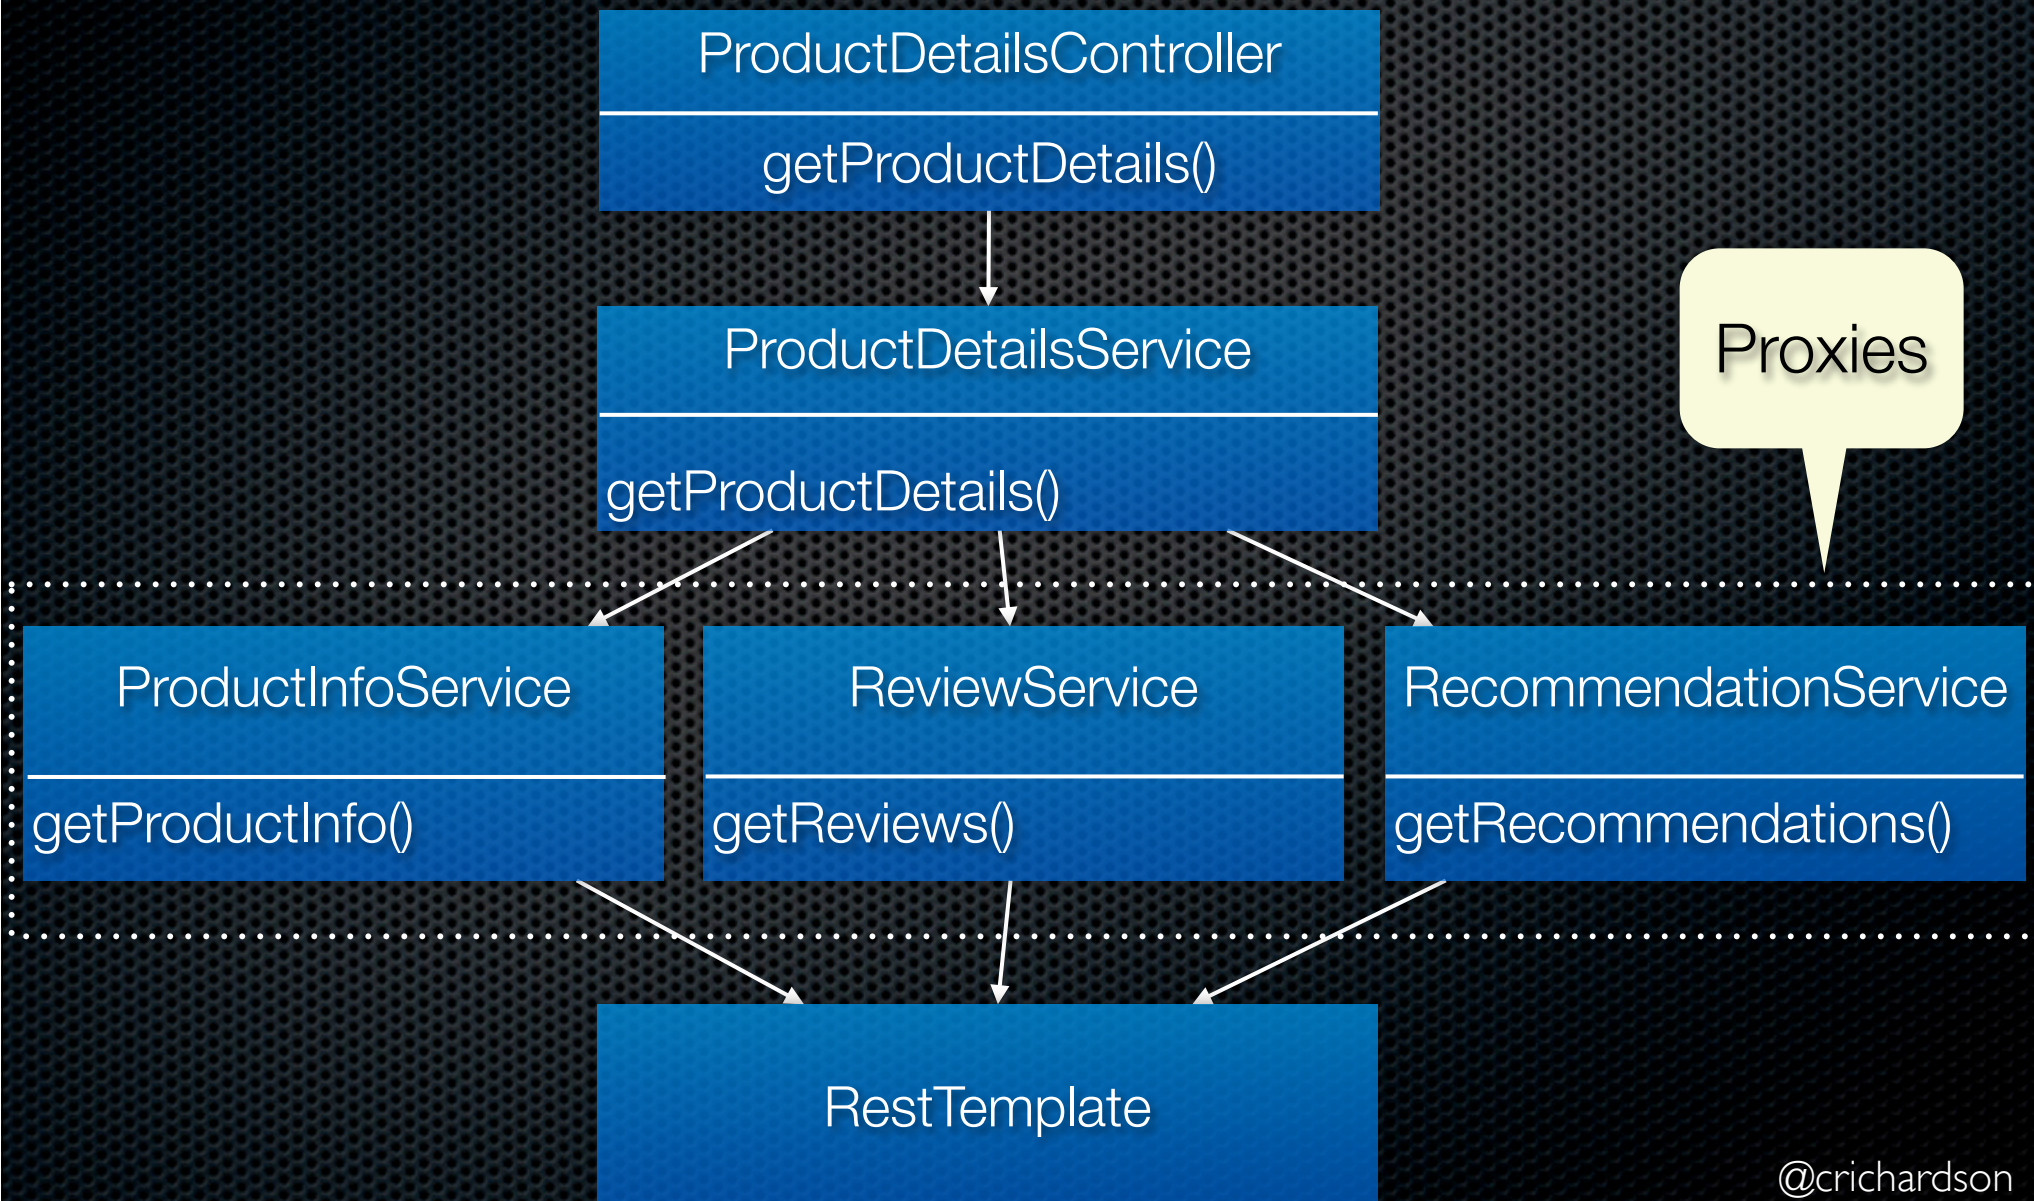 ProductDetailsController
getProductDetails()
ProductDetailsService
getProductDetails()
Proxies
ProductInfoService
getProductInfo()
ReviewService
getReviews()
RecommendationService
getRecommendations()
RestTemplate
@crichardson